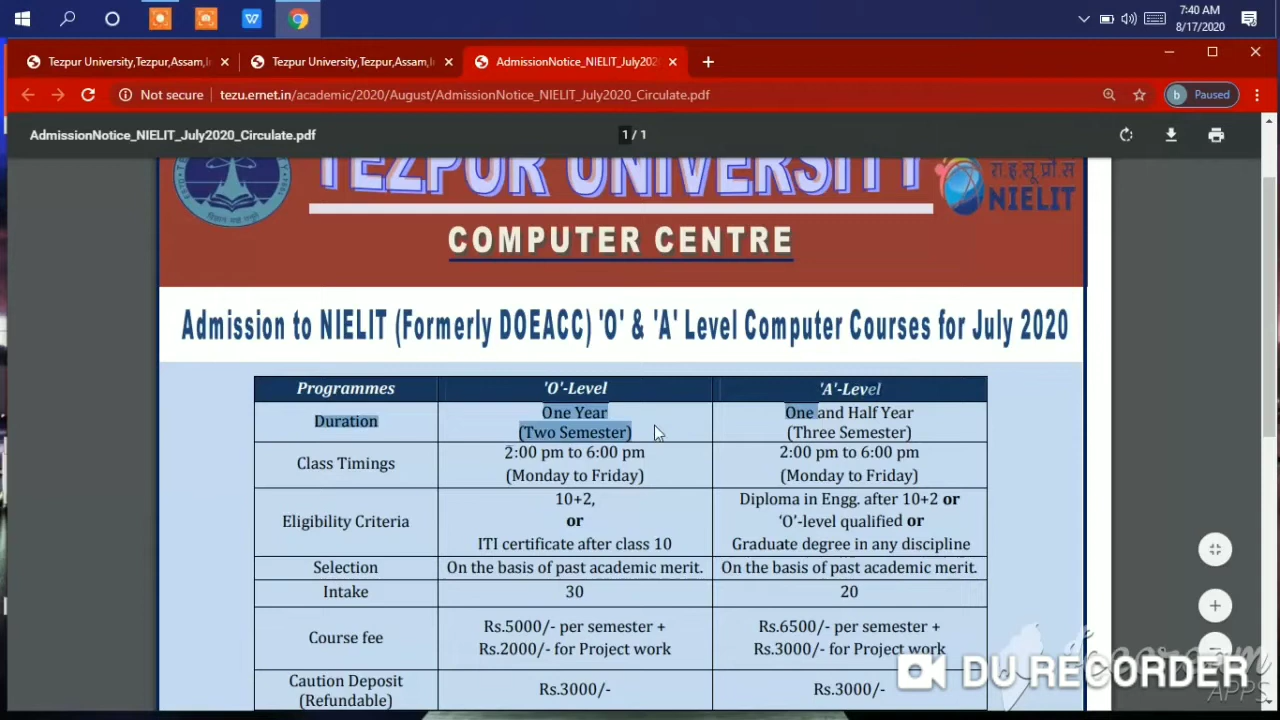 7:40 AM
8/17/2020
Tezpur University,Tezpur,Assam,I
Tezpur University,Tezpur,Assam,I
AdmissionNotice_NIELIT_July202
Not secure
tezu.ernet.in/academic/2020/August/AdmissionNotice_NIELIT_July2020_Circulate.pdf
b Paused
AdmissionNotice_NIELIT_July2020_Circulate.pdf
1 / 1
TEZPUR UNIVERSITY
रा.इ.सू.प्रौ.सं
NIELIT
COMPUTER CENTRE
Admission to NIELIT (Formerly DOEACC) 'O' & 'A' Level Computer Courses for July 2020
Programmes 'O'-Level 'A'-Level
Duration One Year (Two Semester) One and Half Year (Three Semester)
Class Timings 2:00 pm to 6:00 pm (Monday to Friday) 2:00 pm to 6:00 pm (Monday to Friday)
Eligibility Criteria 10+2, or ITI certificate after class 10 Diploma in Engg. after 10+2 or 'O'-level qualified or Graduate degree in any discipline
Selection On the basis of past academic merit. On the basis of past academic merit.
Intake 30 20
Course fee Rs.5000/- per semester + Rs.2000/- for Project work Rs.6500/- per semester + Rs.3000/- for Project work
Caution Deposit (Refundable) Rs.3000/- Rs.3000/-
DU RECORDER
APPS